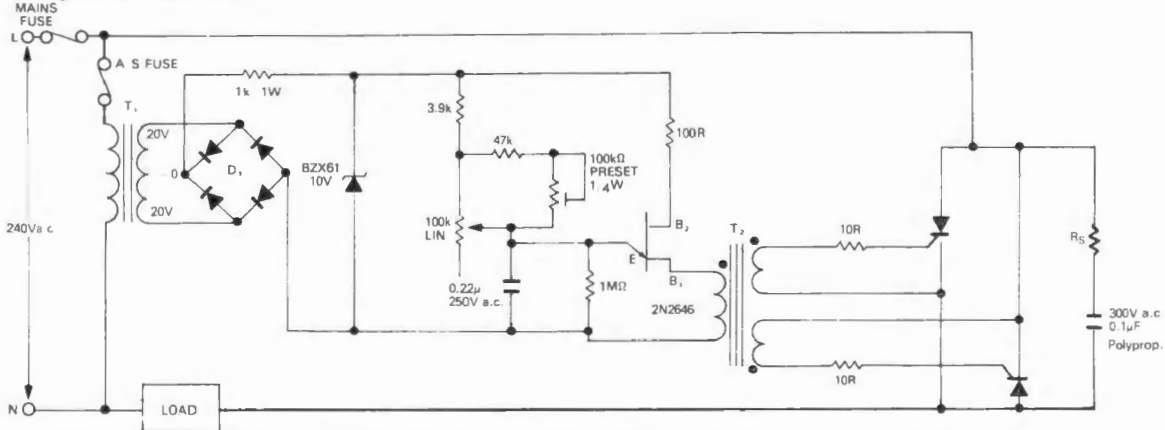 MAINS
FUSE
L
A S FUSE
T₁
1k 1W
20V
20V
0
D₁
240Va c
BZX61
10V
3.9k
47k
100kΩ
PRESET
1 4W
100k
LIN
0.22µ
250V a.c.
1MΩ
100R
B₂
E
B₁
2N2646
T₂
10R
10R
RS
300V a.c
0.1µF
Polyprop.
N
LOAD